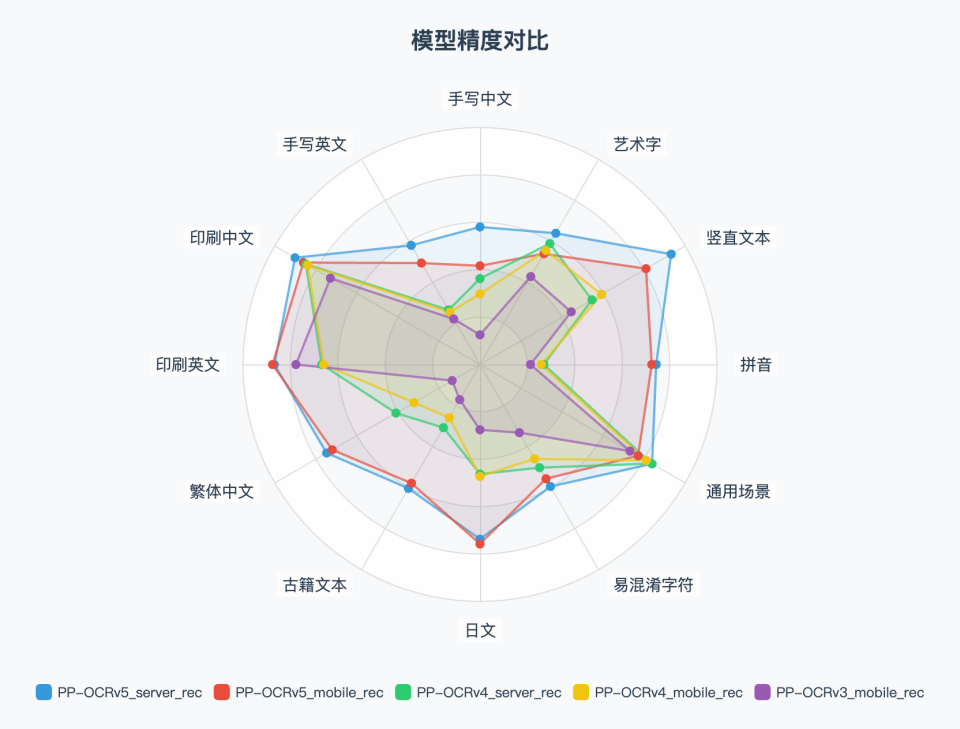 模型精度对比
手写中文
手写英文
艺术字
印刷中文
竖直文本
印刷英文
拼音
繁体中文
通用场景
古籍文本
易混淆字符
日文
PP-OCRv5_server_rec PP-OCRv5_mobile_rec PP-OCRv4_server_rec PP-OCRv4_mobile_rec PP-OCRv3_mobile_rec